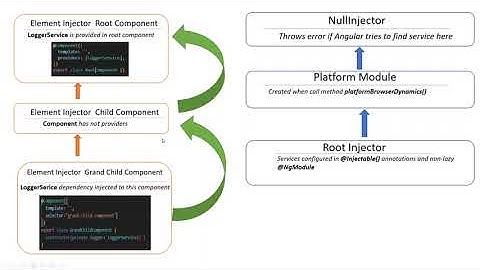 Element Injector Root Component
LoggerService is provided in root component
@Component({
template: '',
providers: [LoggerService],
})
export class RootComponent {}
Element Injector Child Component
Component has not providers
Element Injector Grand Child Component
LoggerSerice dependency injected to this component
@Component({
template: '',
selector:"grand-child.component"
})
export class GrandChildComponent {
constructor(private logger: LoggerService) { }
}
NullInjector
Throws error if Angular tries to find service here
Platform Module
Created when call method platformBrowserDynamics()
Root Injector
Services configured in @Injectable() annotations and non-lazy
@NgModule